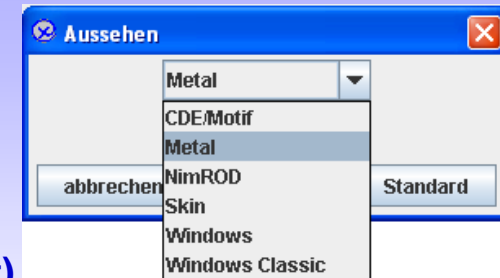 Aussehen
Metal
CDE/Motif
Metal
NimROD
abbrechen
Standard
Skin
Windows
Windows Classic
)